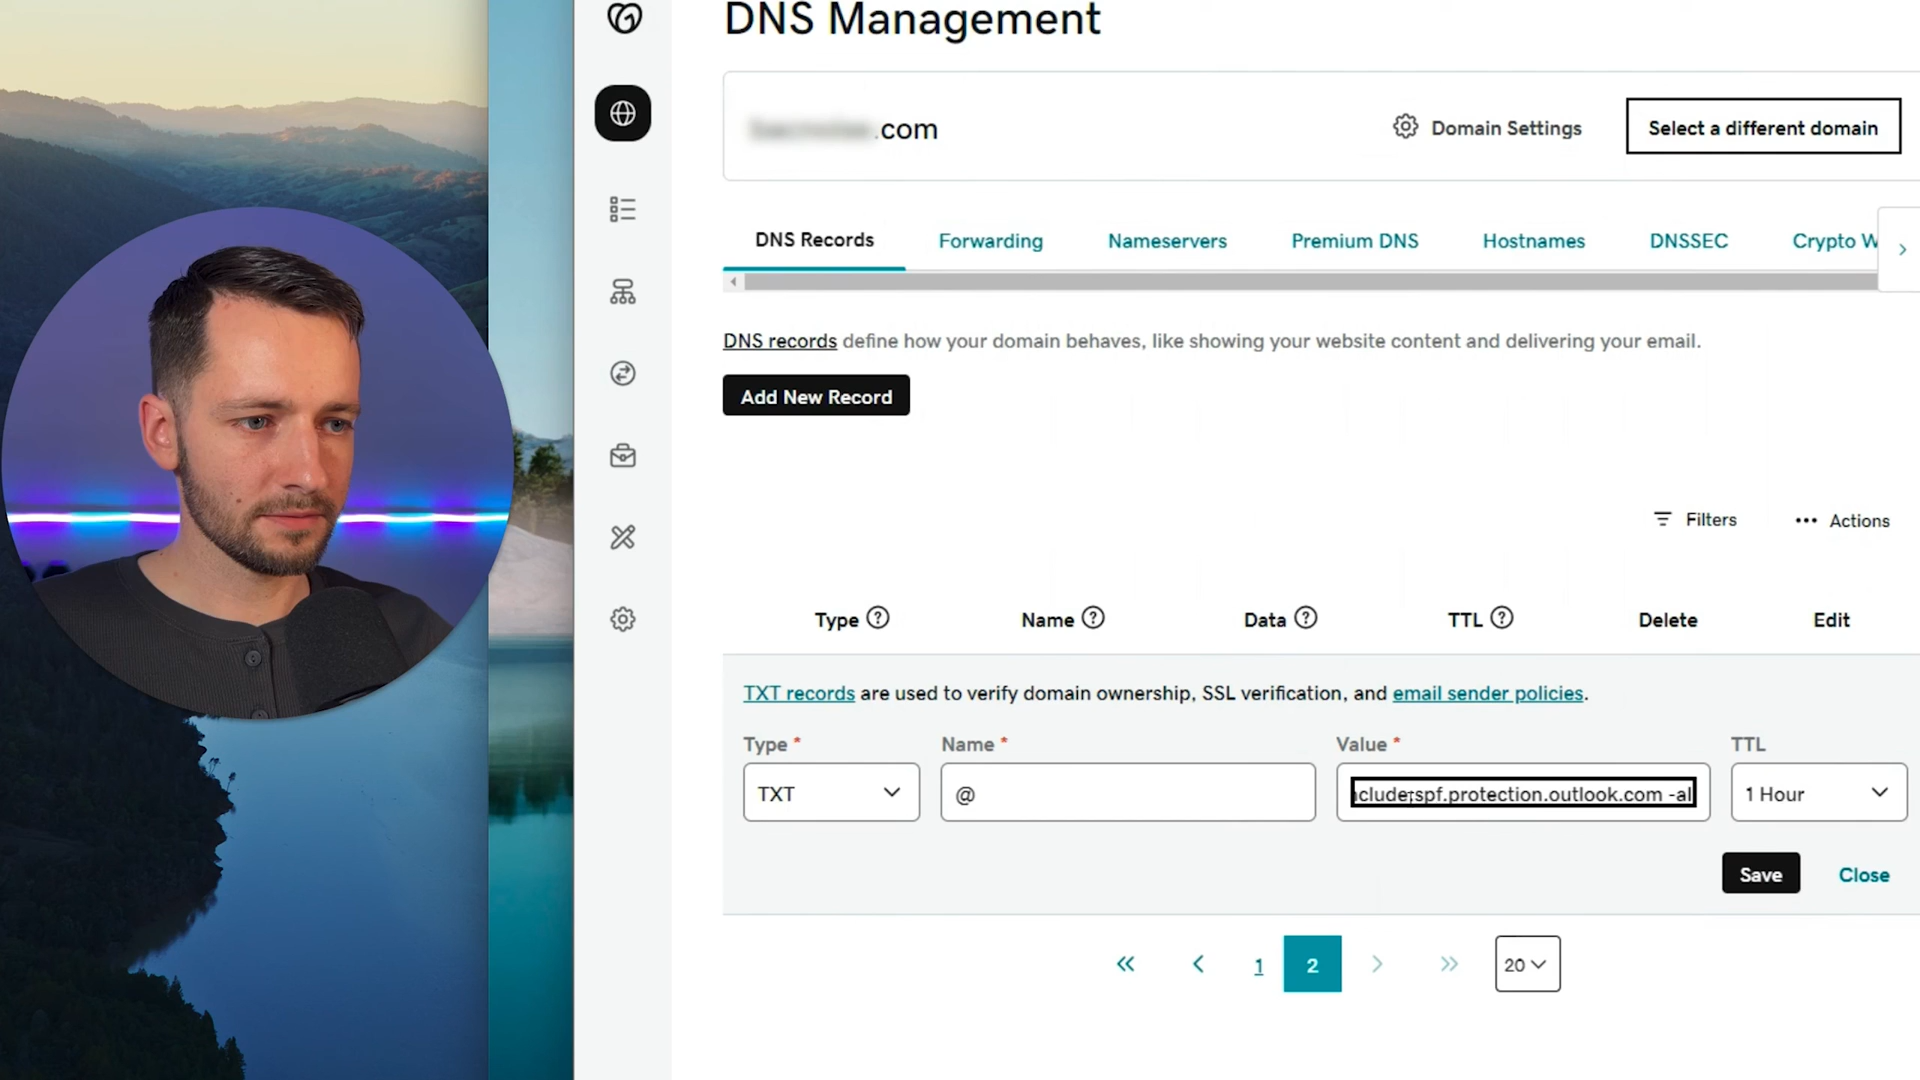 DNS Management
.com
Domain Settings
Select a different domain
DNS Records
Forwarding
Nameservers
Premium DNS
Hostnames
DNSSEC
Crypto W
DNS records define how your domain behaves, like showing your website content and delivering your email.
Add New Record
Filters
Actions
Type
Name
Data
TTL
Delete
Edit
TXT records are used to verify domain ownership, SSL verification, and email sender policies.
Type *
Name *
Value *
TTL
TXT
@
nclude:spf.protection.outlook.com -al
1 Hour
Save
Close
1
2
20